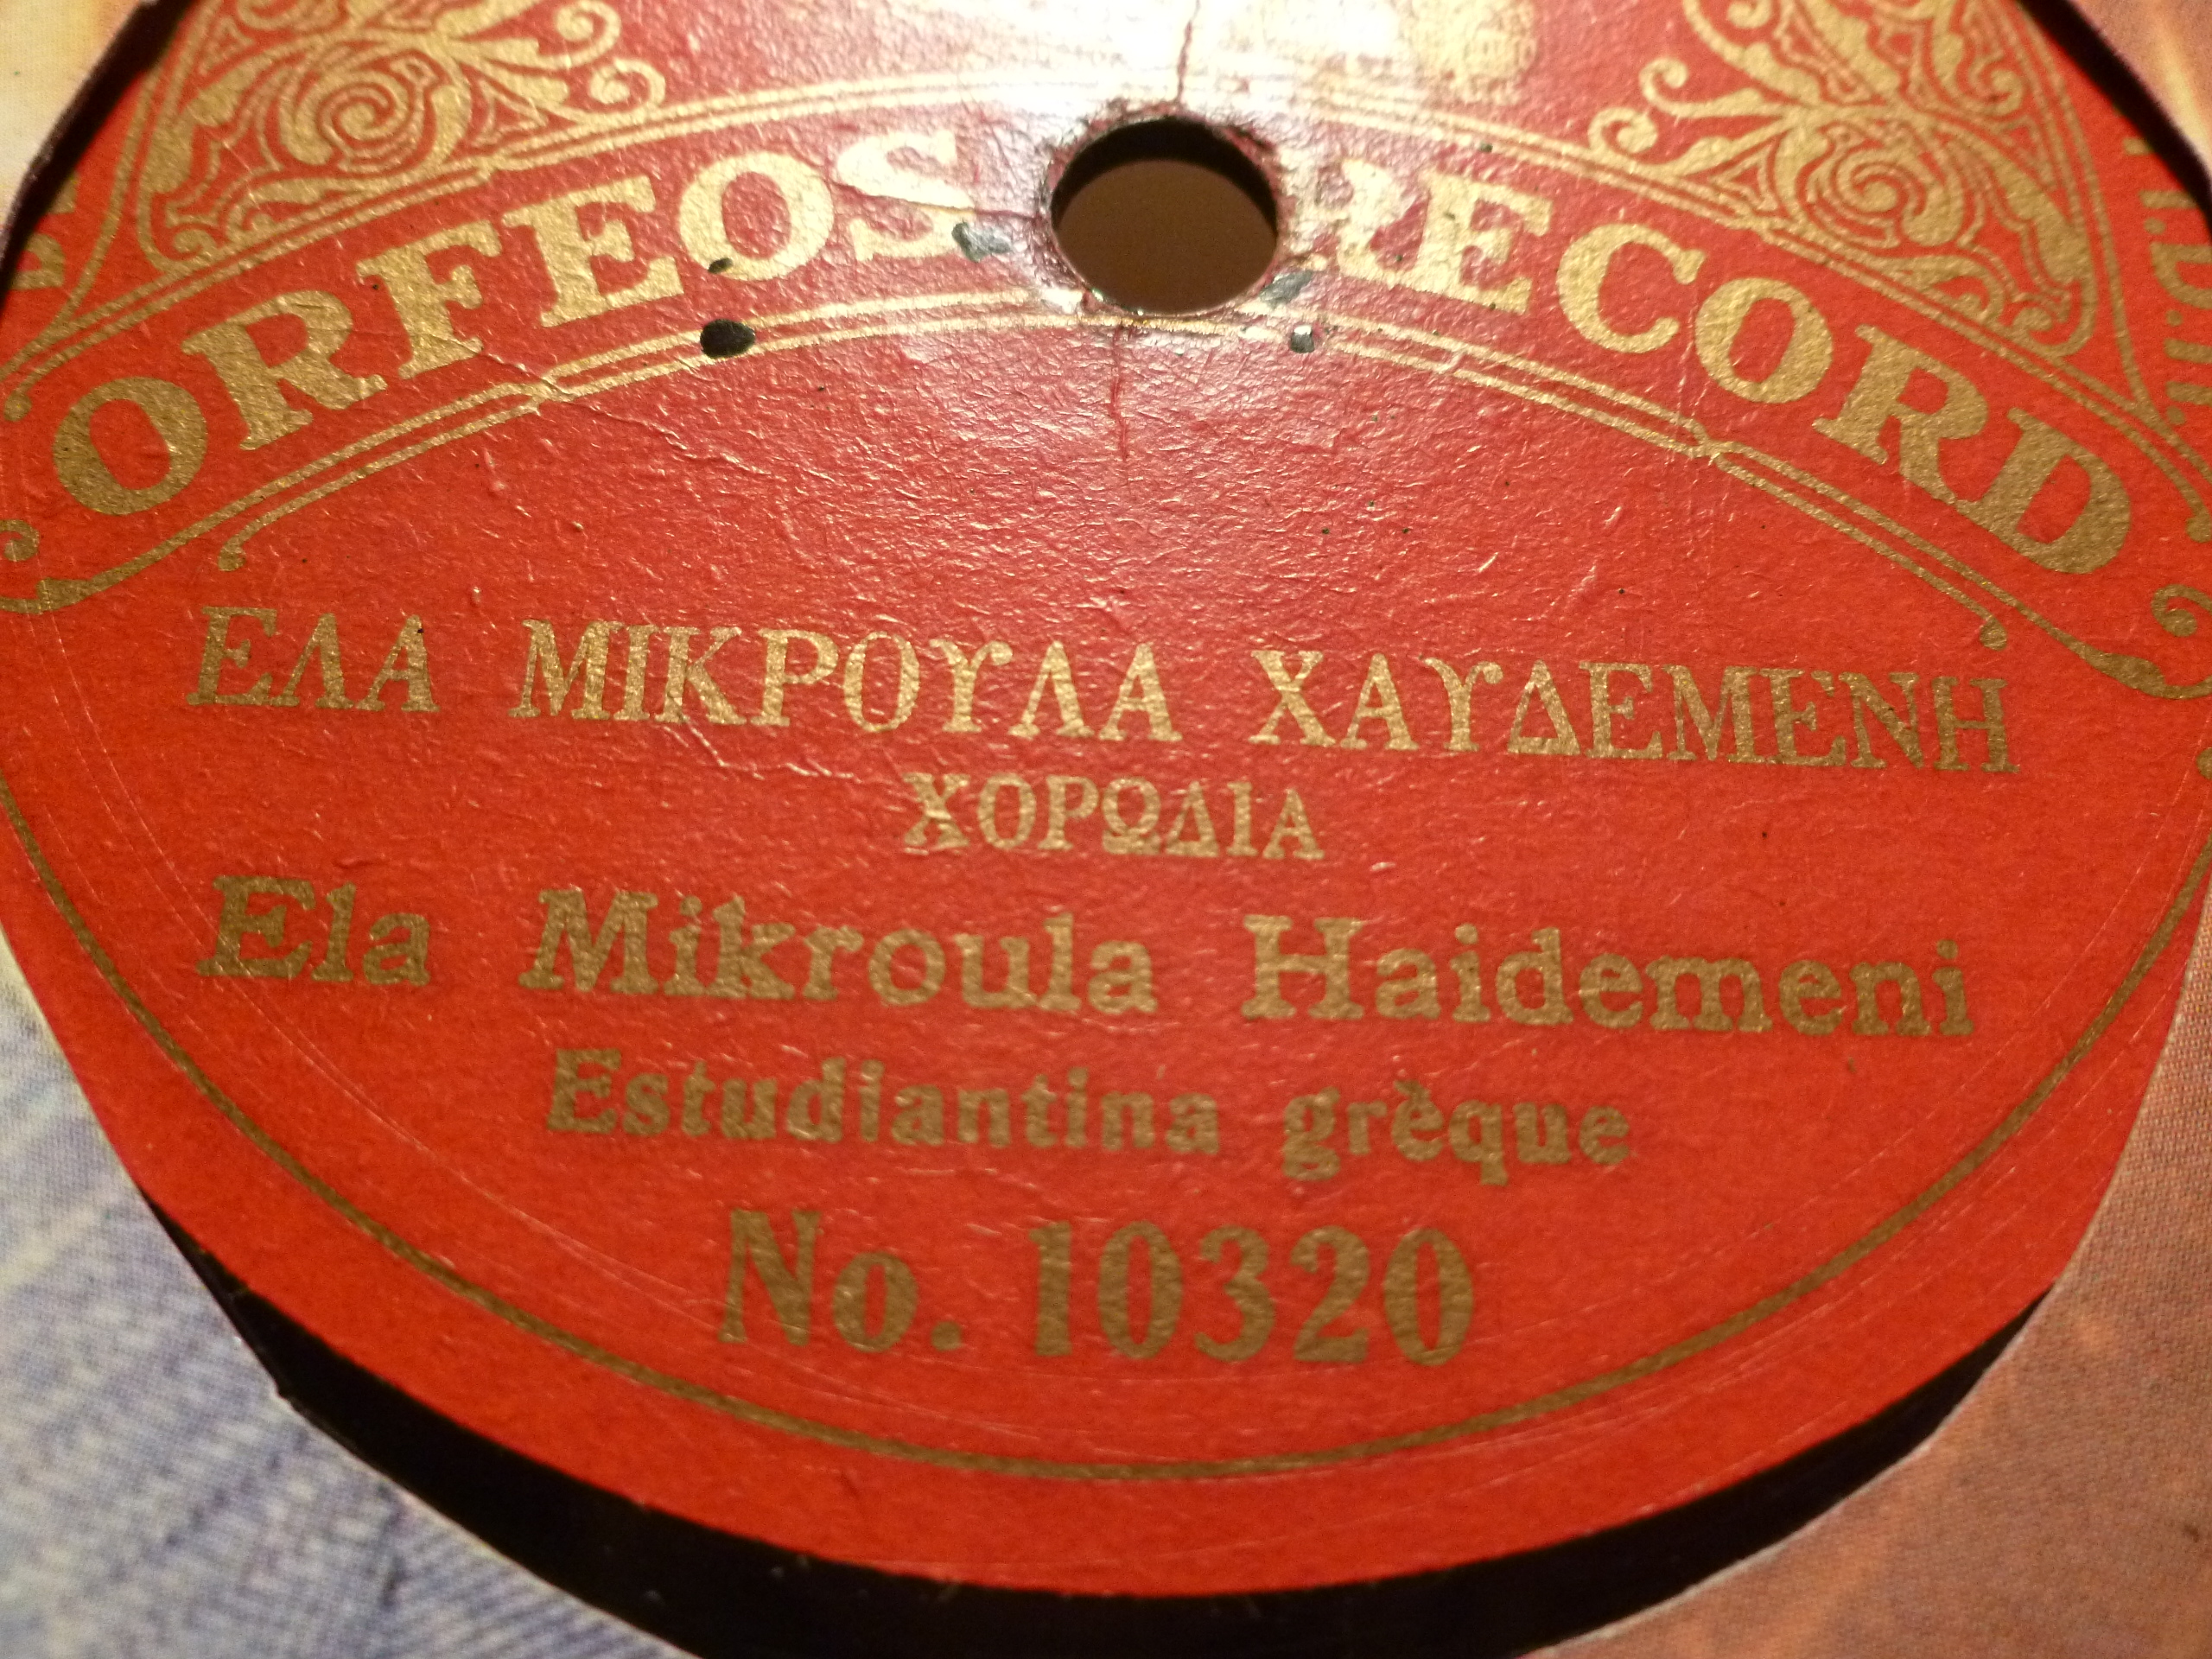 ORFEOS RECORD
ΕΛΑ ΜΙΚΡΟΥΛΑ ΧΑΥΔΕΜΕΝΗ
ΧΟΡΩΔΙΑ
Ela Mikroula Haidemeni
Estudiantina grèque
No. 10320